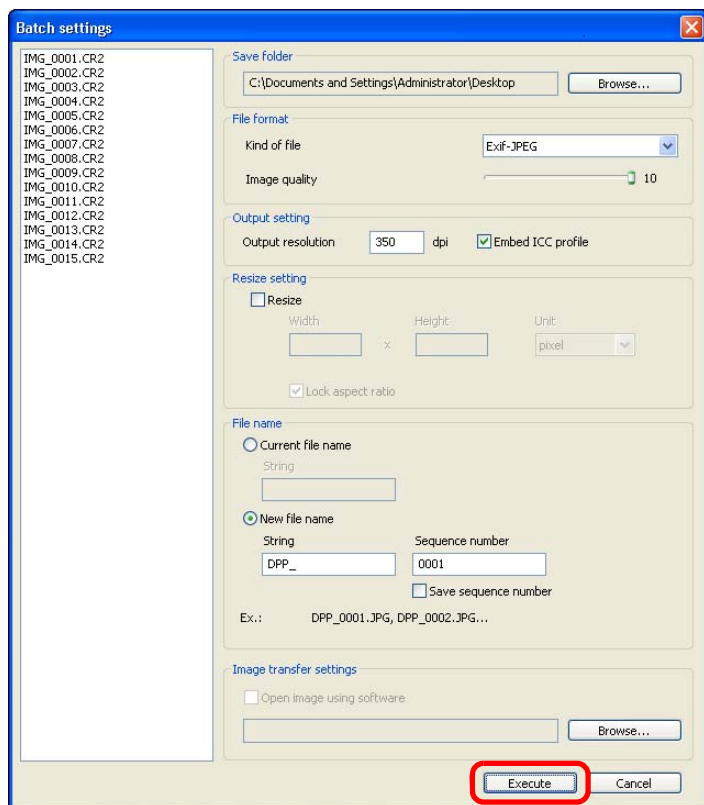 Batch settings
IMG_0001.CR2
IMG_0002.CR2
IMG_0003.CR2
IMG_0004.CR2
IMG_0005.CR2
IMG_0006.CR2
IMG_0007.CR2
IMG_0008.CR2
IMG_0009.CR2
IMG_0010.CR2
IMG_0011.CR2
IMG_0012.CR2
IMG_0013.CR2
IMG_0014.CR2
IMG_0015.CR2
Save folder
C:\Documents and Settings\Administrator\Desktop Browse...
File format
Kind of file Exif-JPEG
Image quality 10
Output setting
Output resolution 350 dpi Embed ICC profile
Resize setting
Resize
Width Height Unit
x pixel
Lock aspect ratio
File name
Current file name
String
New file name
String Sequence number
DPP_ 0001
Save sequence number
Ex.: DPP_0001.JPG, DPP_0002.JPG...
Image transfer settings
Open image using software
Browse...
Execute Cancel